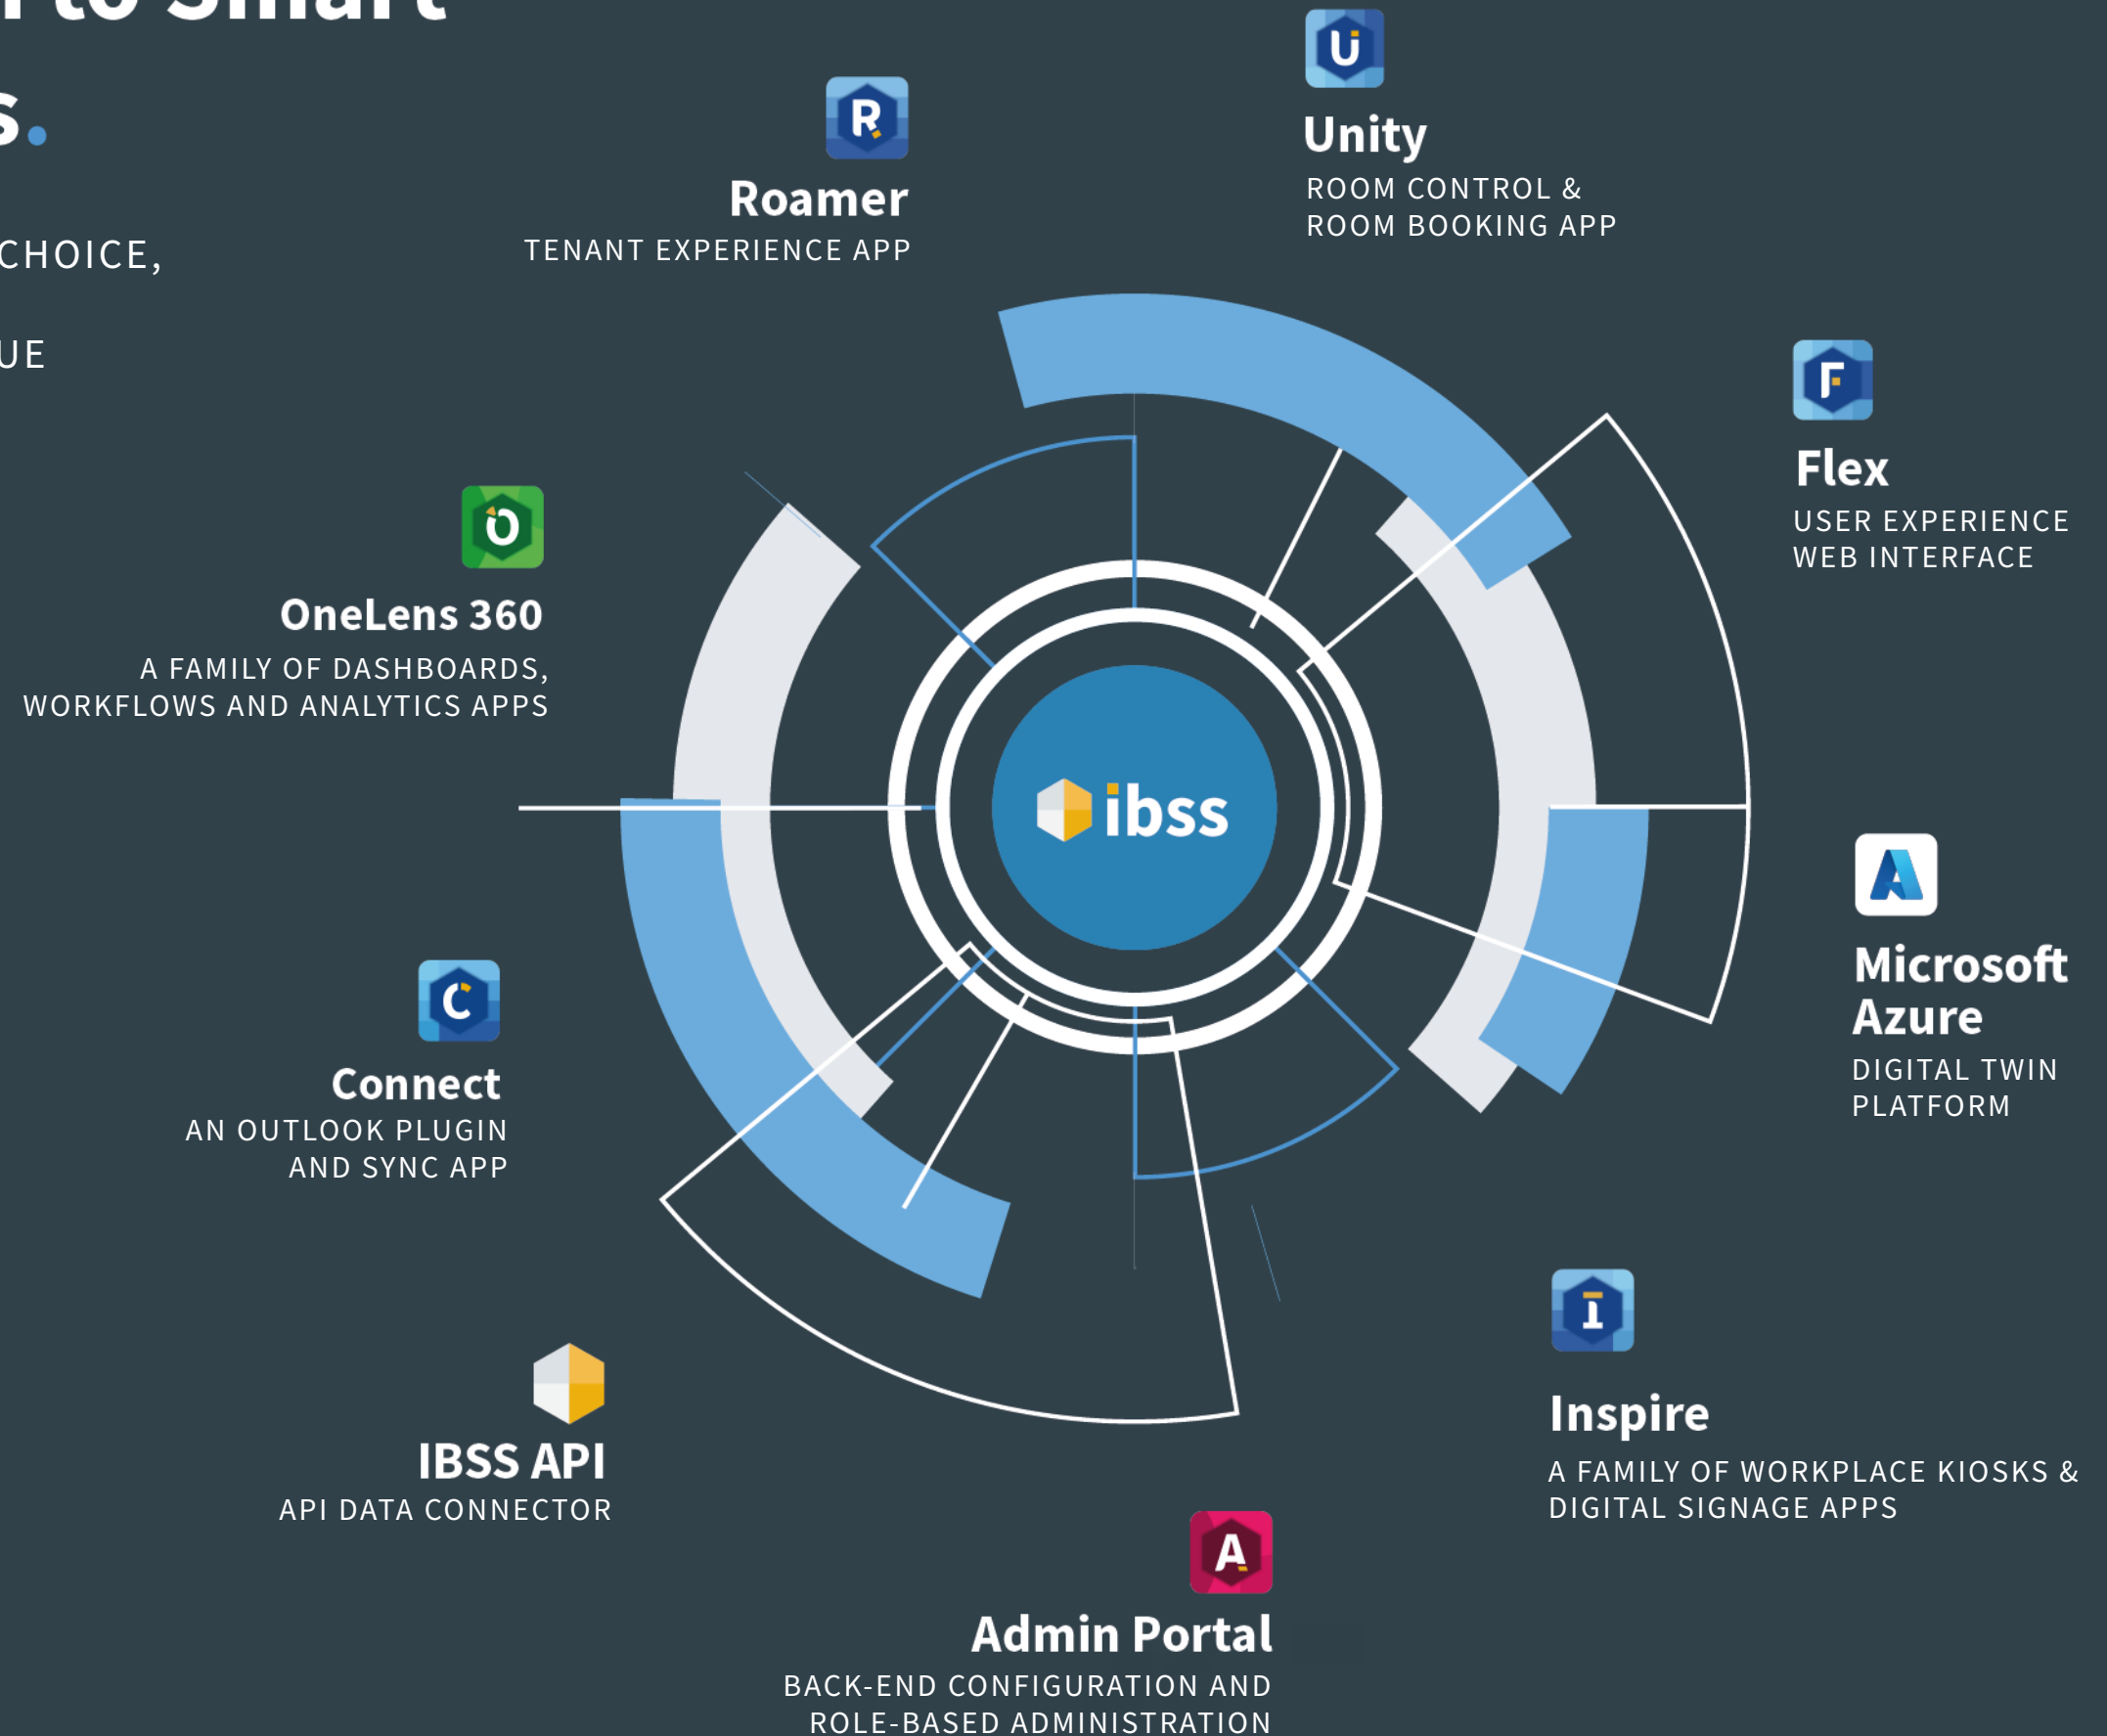 to Smart
s.
CHOICE,
UE
R
Roamer
TENANT EXPERIENCE APP
U
Unity
ROOM CONTROL &
ROOM BOOKING APP
F
Flex
USER EXPERIENCE
WEB INTERFACE
O
OneLens 360
A FAMILY OF DASHBOARDS,
WORKFLOWS AND ANALYTICS APPS
ibss
A
Microsoft
Azure
DIGITAL TWIN
PLATFORM
C
Connect
AN OUTLOOK PLUGIN
AND SYNC APP
I
Inspire
A FAMILY OF WORKPLACE KIOSKS &
DIGITAL SIGNAGE APPS
IBSS API
API DATA CONNECTOR
A
Admin Portal
BACK-END CONFIGURATION AND
ROLE-BASED ADMINISTRATION